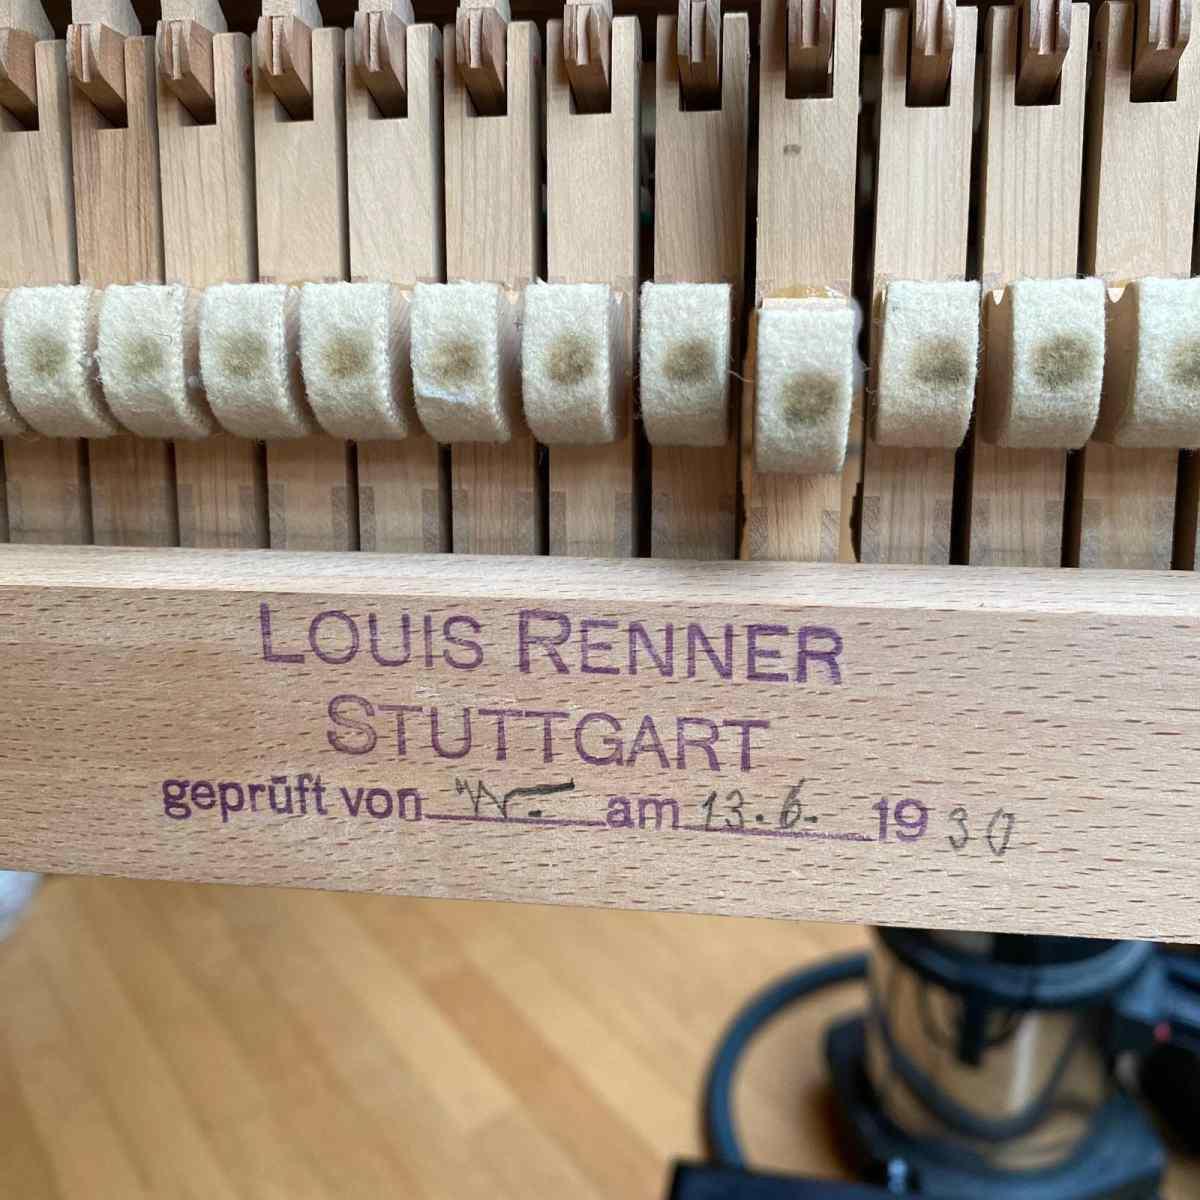 LOUIS RENNER
STUTTGART
geprüft von am 13.6. 1930